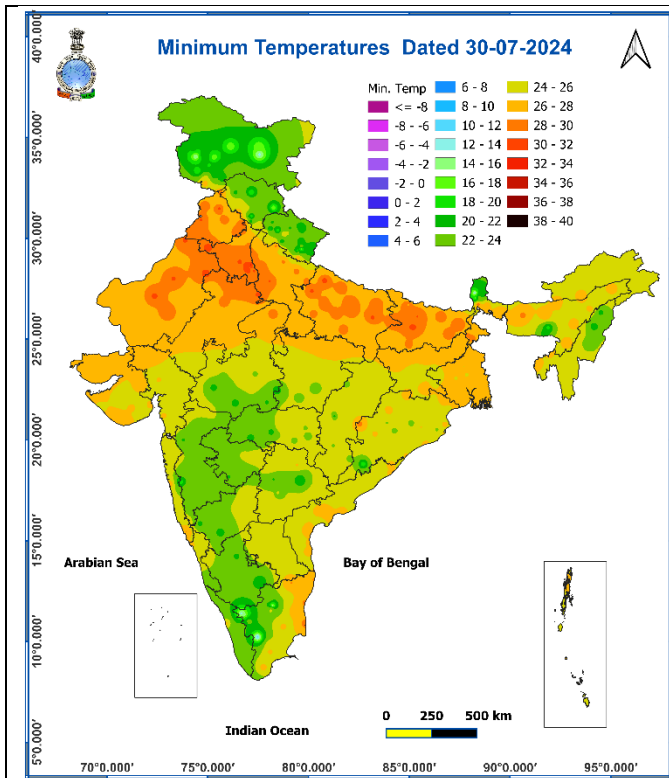 Minimum Temperatures Dated 30-07-2024
Min. Temp
<= -8
-8 - -6
-6 - -4
-4 - -2
-2 - 0
0 - 2
2 - 4
4 - 6
6 - 8
8 - 10
10 - 12
12 - 14
14 - 16
16 - 18
18 - 20
20 - 22
22 - 24
24 - 26
26 - 28
28 - 30
30 - 32
32 - 34
34 - 36
36 - 38
38 - 40
40°0.000'
35°0.000'
30°0.000'
25°0.000'
20°0.000'
15°0.000'
10°0.000'
5°0.000'
Arabian Sea
Bay of Bengal
Indian Ocean
0 250 500 km
70°0.000' 75°0.000' 80°0.000' 85°0.000' 90°0.000' 95°0.000'